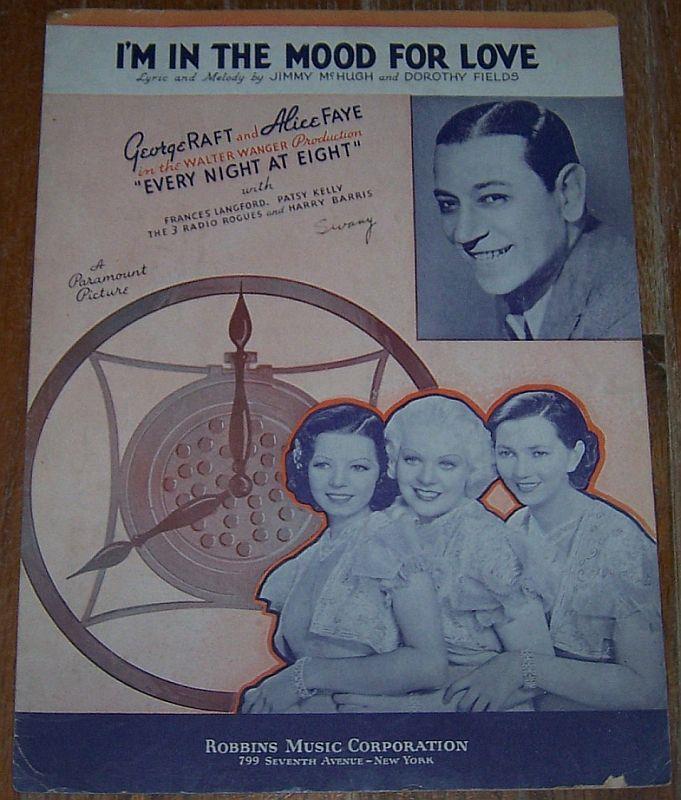 I'M IN THE MOOD FOR LOVE
Lyric and Melody by JIMMY McHUGH and DOROTHY FIELDS
George RAFT and Alice FAYE
in the WALTER WANGER Production
"EVERY NIGHT AT EIGHT"
with
FRANCES LANGFORD, PATSY KELLY
THE 3 RADIO ROGUES and HARRY BARRIS
A
Paramount
Picture
ROBBINS MUSIC CORPORATION
799 SEVENTH AVENUE – NEW YORK